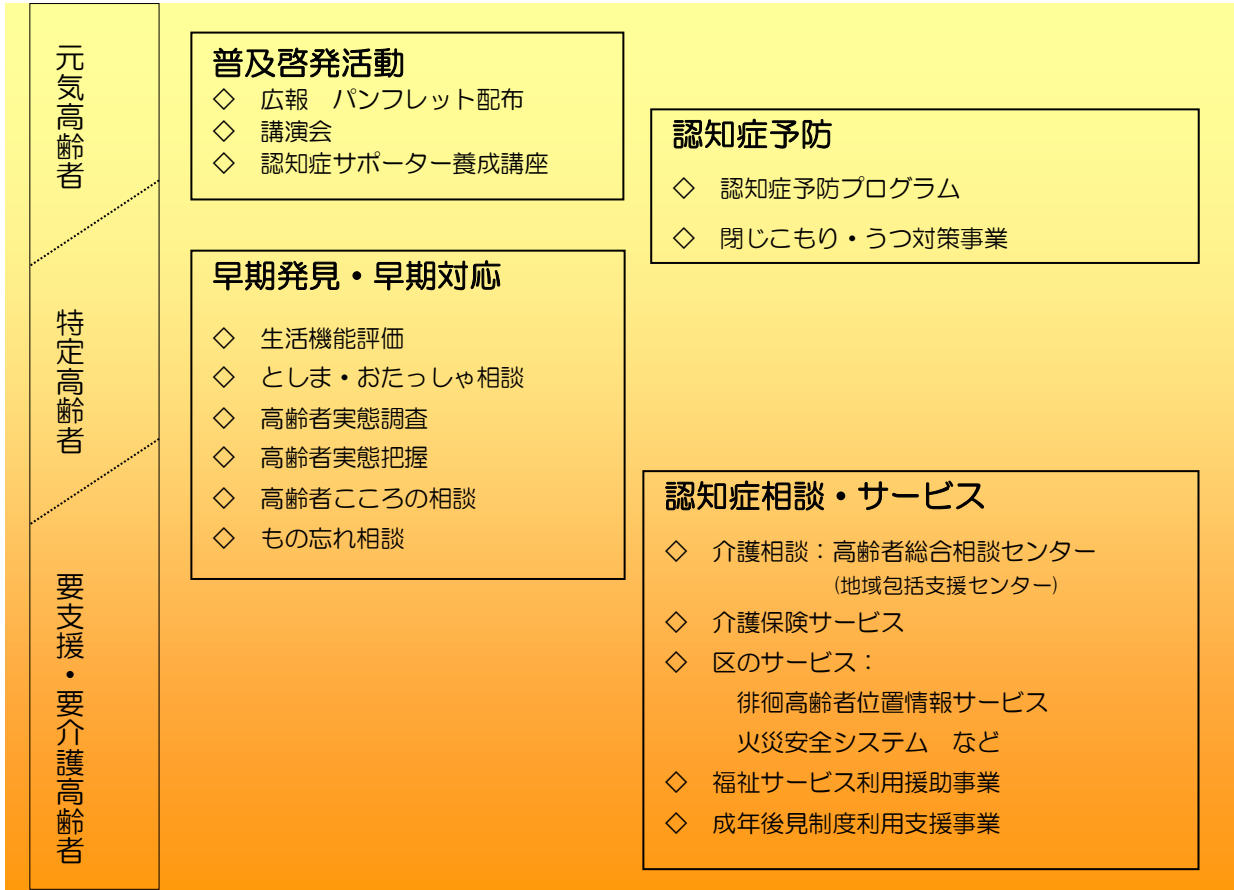 元気高齢者
特定高齢者
要支援・要介護高齢者
普及啓発活動
◇ 広報　パンフレット配布
◇ 講演会
◇ 認知症サポーター養成講座
認知症予防
◇ 認知症予防プログラム
◇ 閉じこもり・うつ対策事業
早期発見・早期対応
◇ 生活機能評価
◇ としま・おたっしゃ相談
◇ 高齢者実態調査
◇ 高齢者実態把握
◇ 高齢者こころの相談
◇ もの忘れ相談
認知症相談・サービス
◇ 介護相談：高齢者総合相談センター
(地域包括支援センター)
◇ 介護保険サービス
◇ 区のサービス：
徘徊高齢者位置情報サービス
火災安全システム　など
◇ 福祉サービス利用援助事業
◇ 成年後見制度利用支援事業